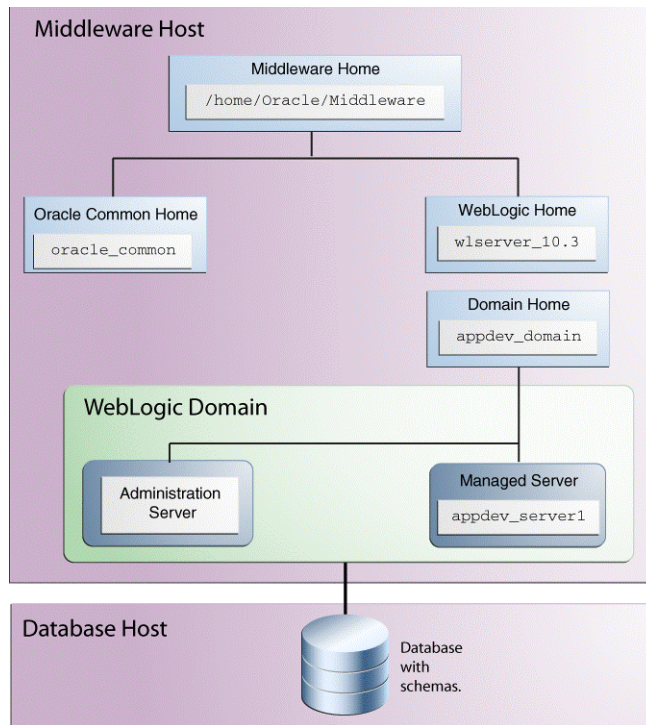 Middleware Host
Middleware Home
/home/Oracle/Middleware
Oracle Common Home
oracle_common
WebLogic Home
wlserver_10.3
Domain Home
appdev_domain
WebLogic Domain
Administration
Server
Managed Server
appdev_server1
Database Host
Database
with
schemas.